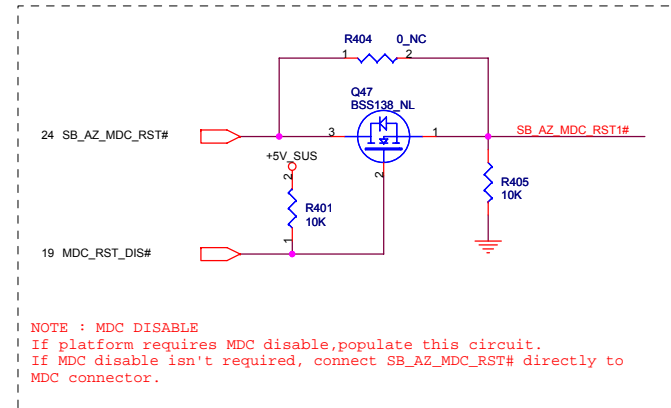 R404 0_NC
1 2
Q47
BSS138_NL
24 SB_AZ_MDC_RST# 3 1 SB_AZ_MDC_RST1#
+5V_SUS
2 2
R405
10K
R401
10K
1
19 MDC_RST_DIS#
NOTE : MDC DISABLE
If platform requires MDC disable,populate this circuit.
If MDC disable isn't required, connect SB_AZ_MDC_RST# directly to
MDC connector.